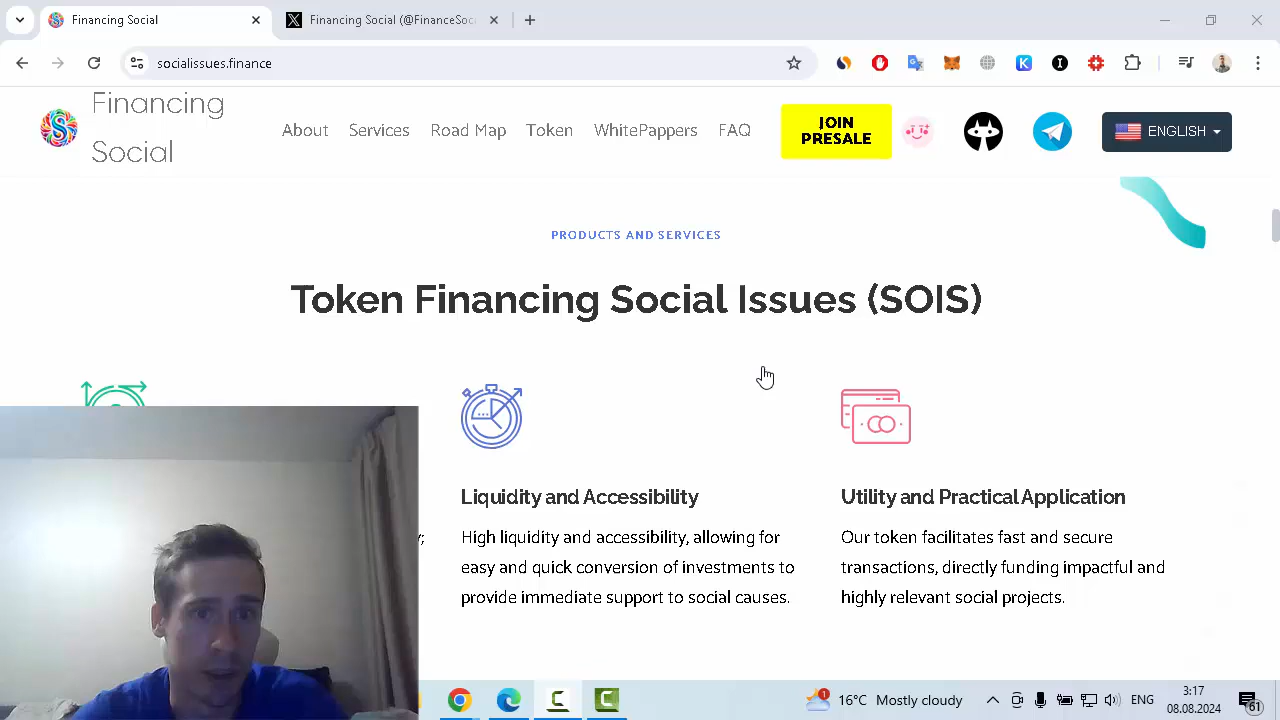 Financing Social
Financing Social (@FinanceSoc
socialissues.finance
Financing
Social
About
Services
Road Map
Token
WhitePappers
FAQ
JOIN
PRESALE
ENGLISH
PRODUCTS AND SERVICES
Token Financing Social Issues (SOIS)
Liquidity and Accessibility
High liquidity and accessibility, allowing for
easy and quick conversion of investments to
provide immediate support to social causes.
Utility and Practical Application
Our token facilitates fast and secure
transactions, directly funding impactful and
highly relevant social projects.
1
16°C Mostly cloudy
ENG
3:17
08.08.2024
61